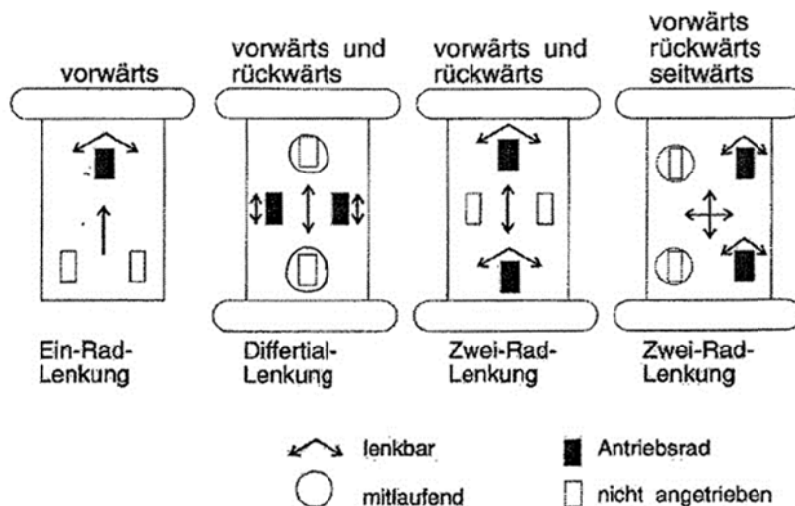 vorwärts
vorwärts und
rückwärts
vorwärts und
rückwärts
vorwärts
rückwärts
seitwärts
Ein-Rad-
Lenkung
Differtial-
Lenkung
Zwei-Rad-
Lenkung
Zwei-Rad-
Lenkung
lenkbar
Antriebsrad
mitlaufend
nicht angetrieben